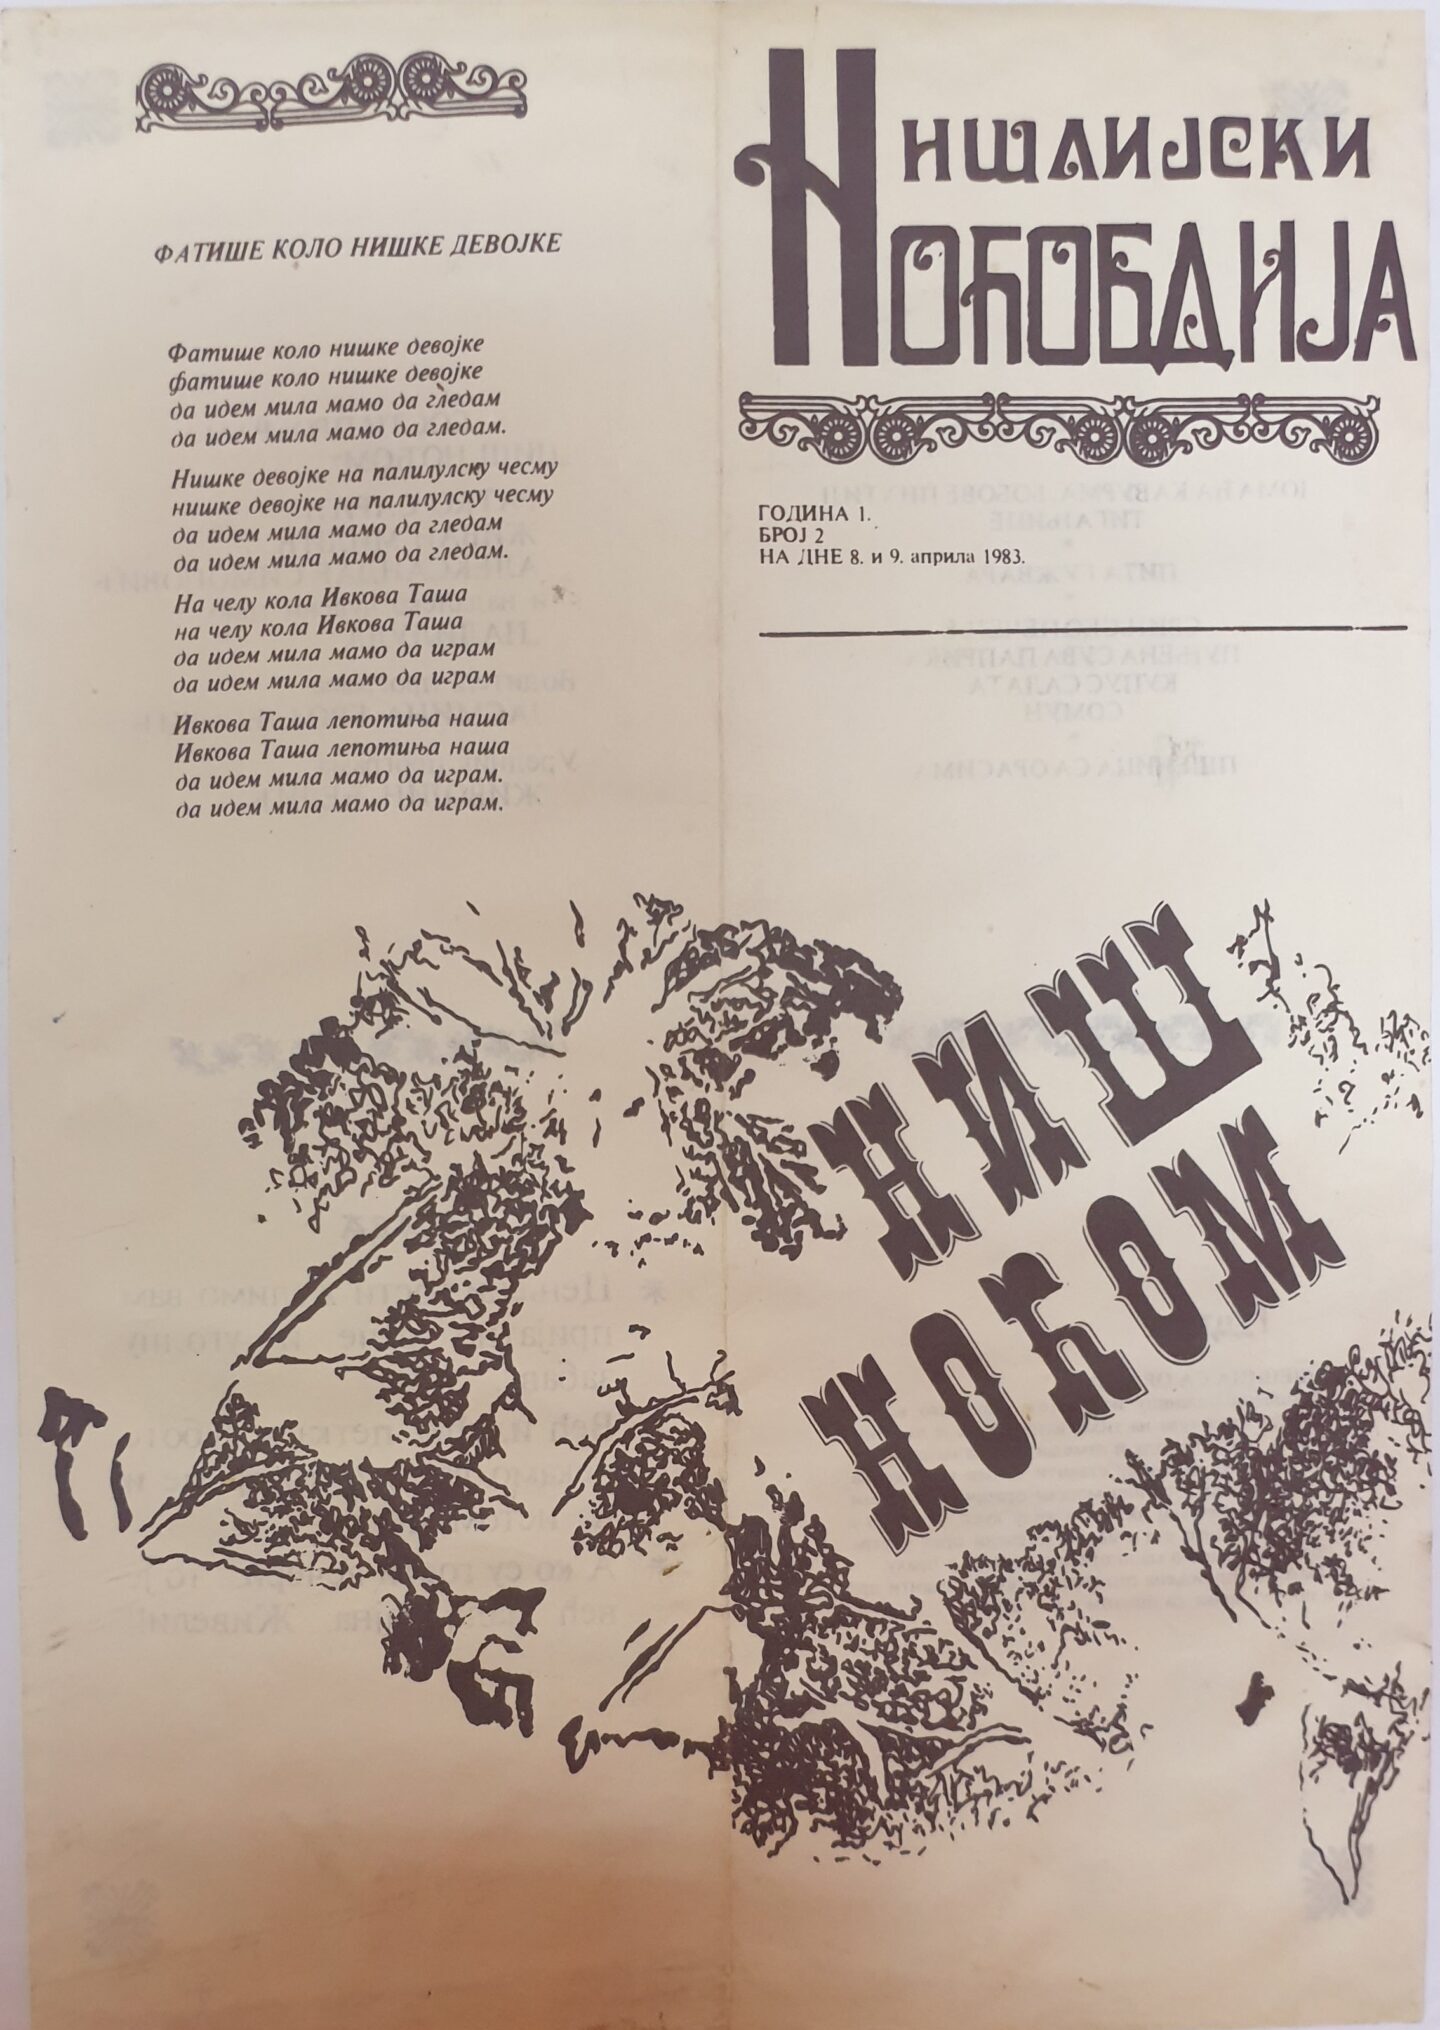 ФАТИШЕ КОЛО НИШКЕ ДЕВОЈКЕ
Фатише коло нишке девојке
фатише коло нишке девојке
да идем мила мамо да гледам
да идем мила мамо да гледам.
Нишке девојке на палилулску чесму
нишке девојке на палилулску чесму
да идем мила мамо да гледам
да идем мила мамо да гледам.
На челу кола Ивкова Таша
на челу кола Ивкова Таша
да идем мила мамо да играм
да идем мила мамо да играм
Ивкова Таша лепотиња наша
Ивкова Таша лепотиња наша
да идем мила мамо да играм.
да идем мила мамо да играм.
Нишлијски
Ноћобдија
ГОДИНА 1.
БРОЈ 2
НА ДНЕ 8. и 9. априла 1983.
НИШ
НОЋОМ